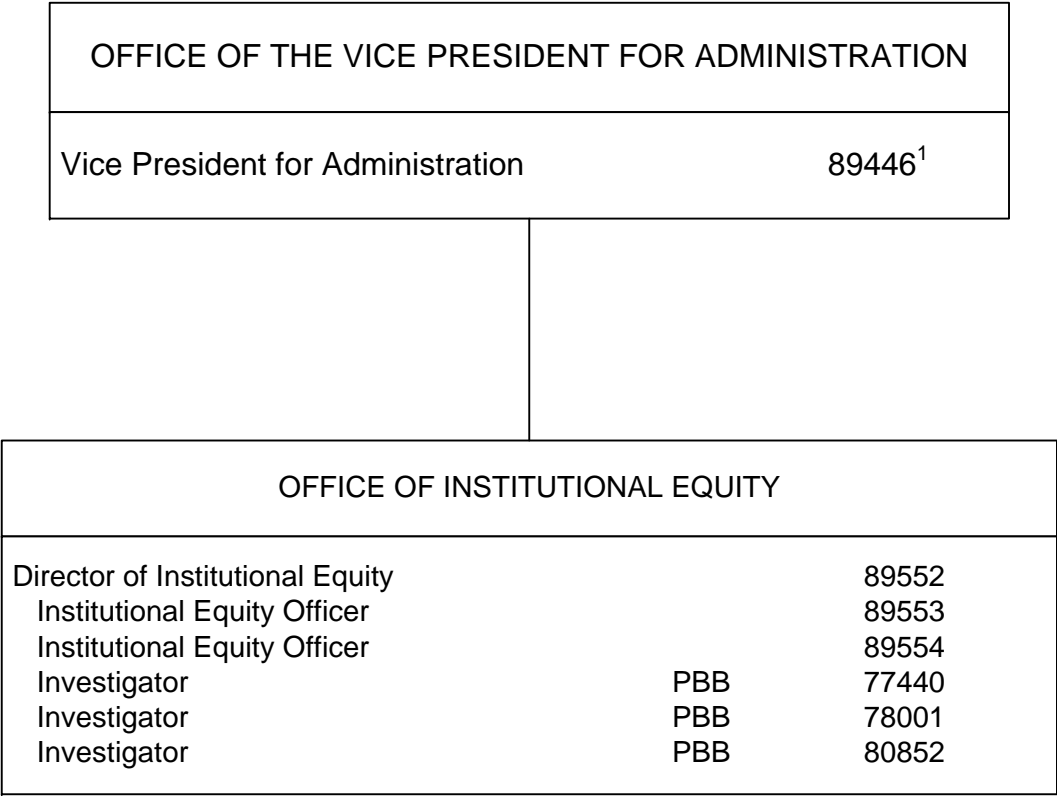 OFFICE OF THE VICE PRESIDENT FOR ADMINISTRATION
Vice President for Administration 89446¹
OFFICE OF INSTITUTIONAL EQUITY
Director of Institutional Equity 89552
Institutional Equity Officer 89553
Institutional Equity Officer 89554
Investigator PBB 77440
Investigator PBB 78001
Investigator PBB 80852